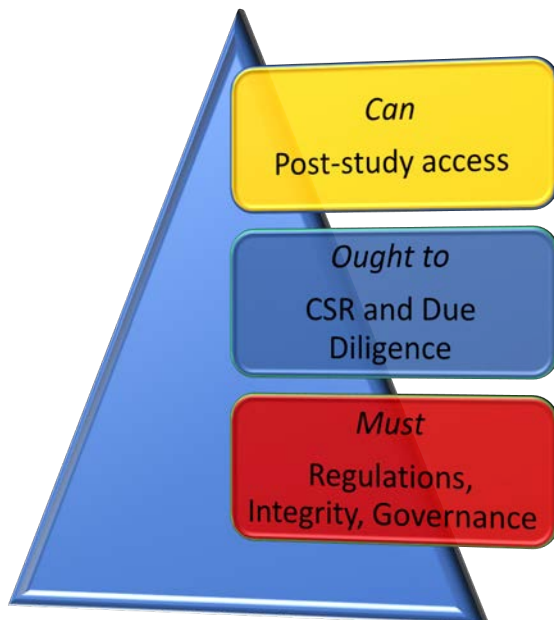 Can
Post-study access
Ought to
CSR and Due
Diligence
Must
Regulations,
Integrity, Governance